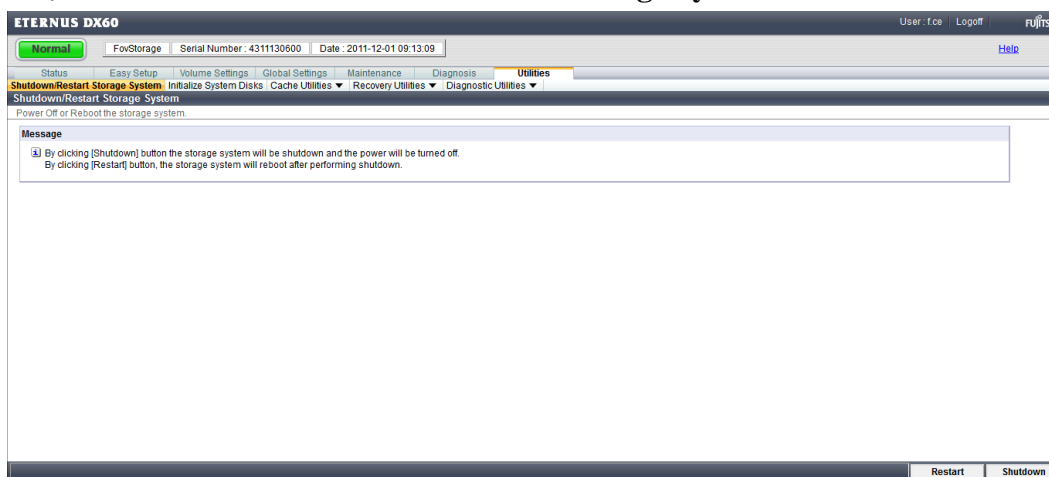 ETERNUS DX60 User : f.ce Logoff
Normal FovStorage Serial Number : 4311130600 Date : 2011-12-01 09:13:09 Help
Status Easy Setup Volume Settings Global Settings Maintenance Diagnosis Utilities
Shutdown/Restart Storage System Initialize System Disks Cache Utilities ▼ Recovery Utilities ▼ Diagnostic Utilities ▼
Shutdown/Restart Storage System
Power Off or Reboot the storage system.
Message
By clicking [Shutdown] button the storage system will be shutdown and the power will be turned off.
By clicking [Restart] button, the storage system will reboot after performing shutdown.
Restart Shutdown